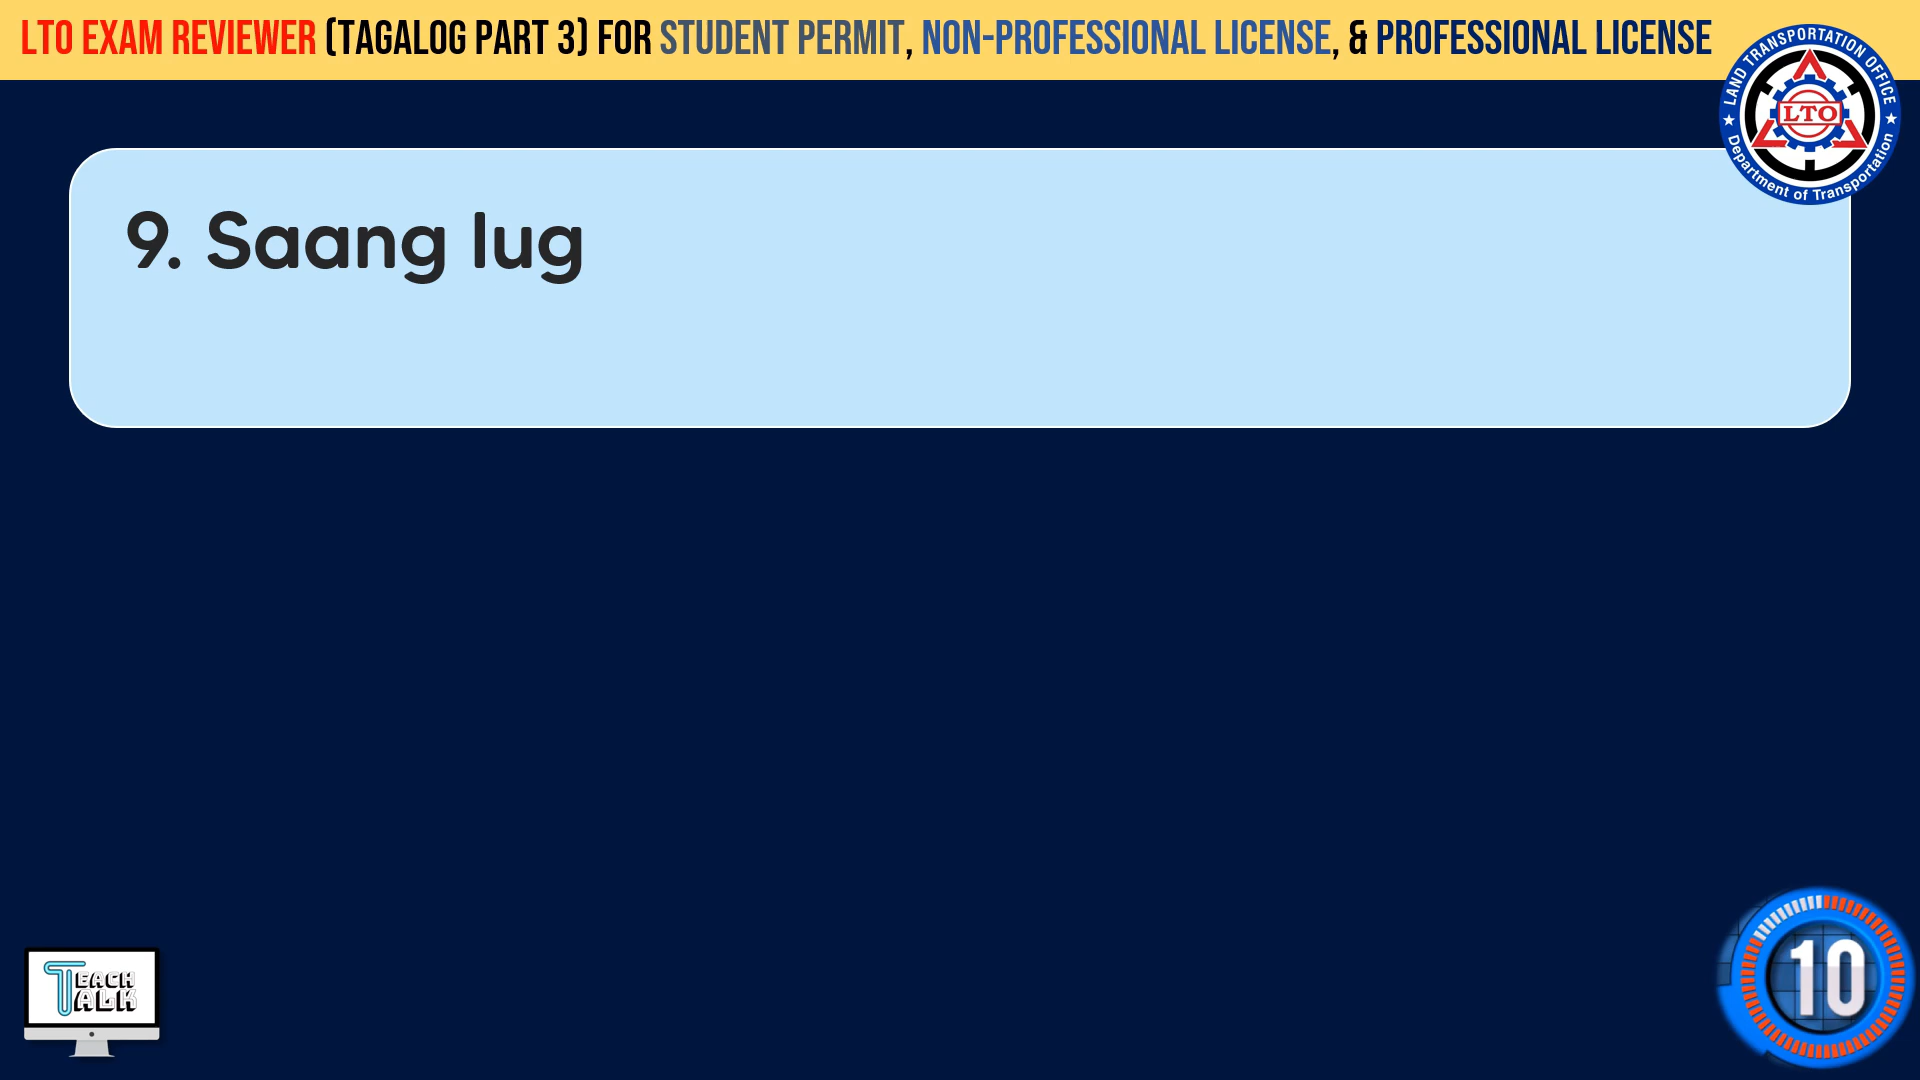 LTO EXAM REVIEWER (TAGALOG PART 3) FOR STUDENT PERMIT, NON-PROFESSIONAL LICENSE, & PROFESSIONAL LICENSE
LAND TRANSPORTATION OFFICE
LTO
Department of Transportation
9. Saang lug
TEACH
TALK
10